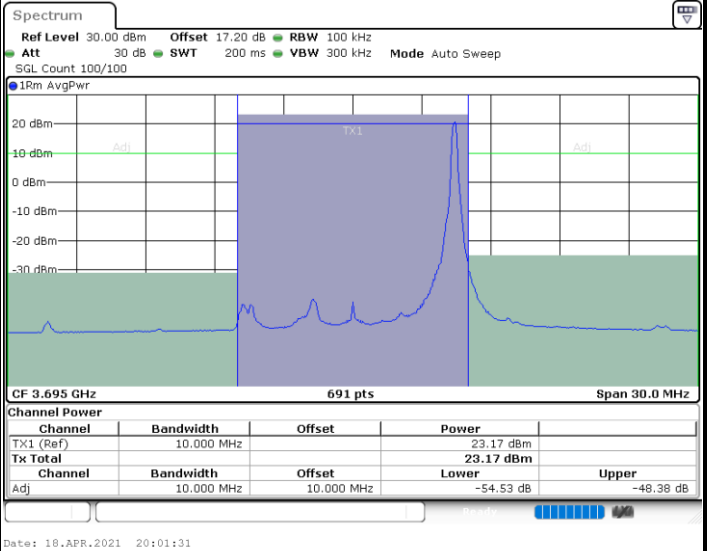 Spectrum
Ref Level 30.00 dBm Offset 17.20 dB RBW 100 kHz
Att 30 dB SWT 200 ms VBW 300 kHz Mode Auto Sweep
SGL Count 100/100
1Rm AvgPwr
20 dBm
TX1
Adj Adj
10 dBm
0 dBm
-10 dBm
-20 dBm
-30 dBm
CF 3.695 GHz 691 pts Span 30.0 MHz
Channel Power
Channel Bandwidth Offset Power
TX1 (Ref) 10.000 MHz 23.17 dBm
Tx Total 23.17 dBm
Channel Bandwidth Offset Lower Upper
Adj 10.000 MHz 10.000 MHz -54.53 dB -48.38 dB
Ready
Date: 18.APR.2021 20:01:31